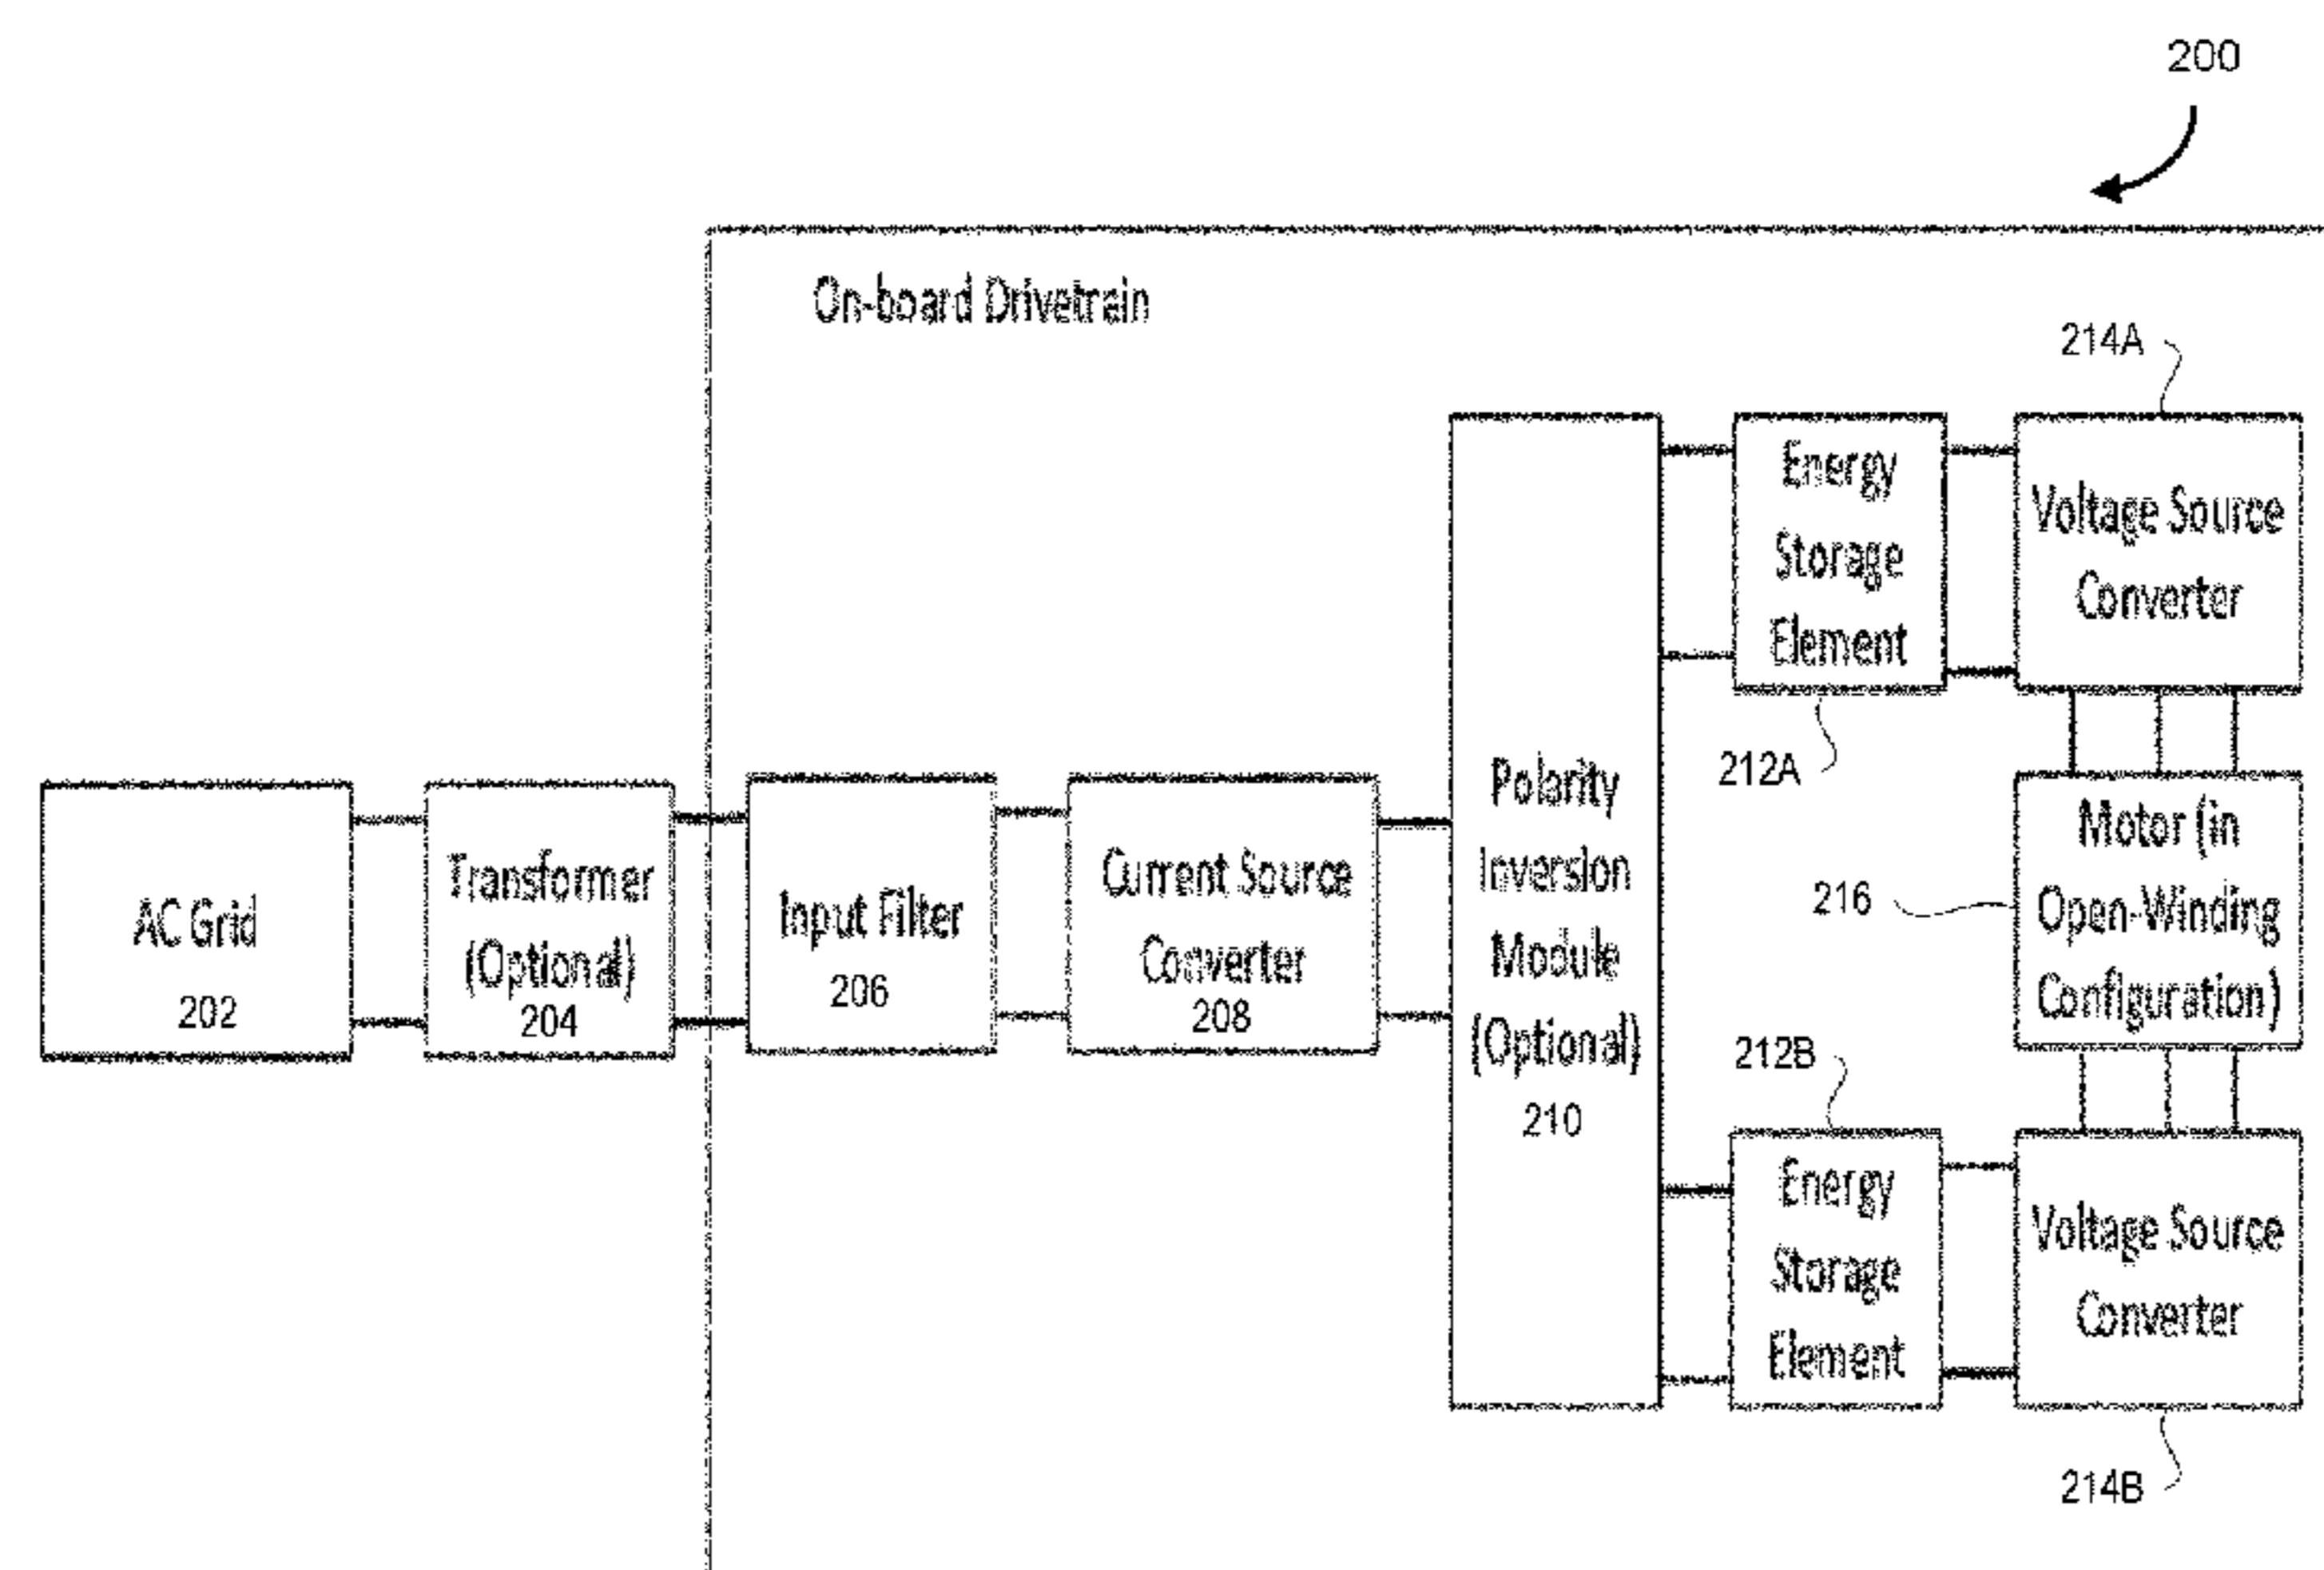 200
On-board Drivetrain
214A
Energy
Storage
Element
Voltage Source
Converter
212A
AC Grid
202
Transformer
(Optional)
204
Input Filter
206
Current Source
Converter
208
Polarity
Inversion
Module
(Optional)
210
216
Motor (in
Open-Winding
Configuration)
212B
Energy
Storage
Element
Voltage Source
Converter
214B